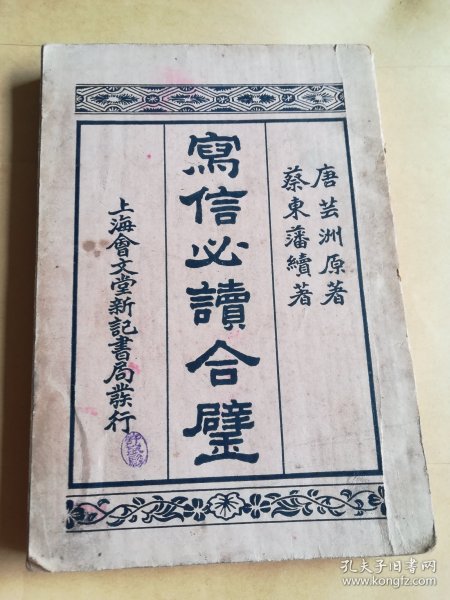 唐芸洲原著
蔡東藩續著
寫信必讀合璧
上海會文堂新記書局發行
孔夫子旧书网
www.kongfz.com